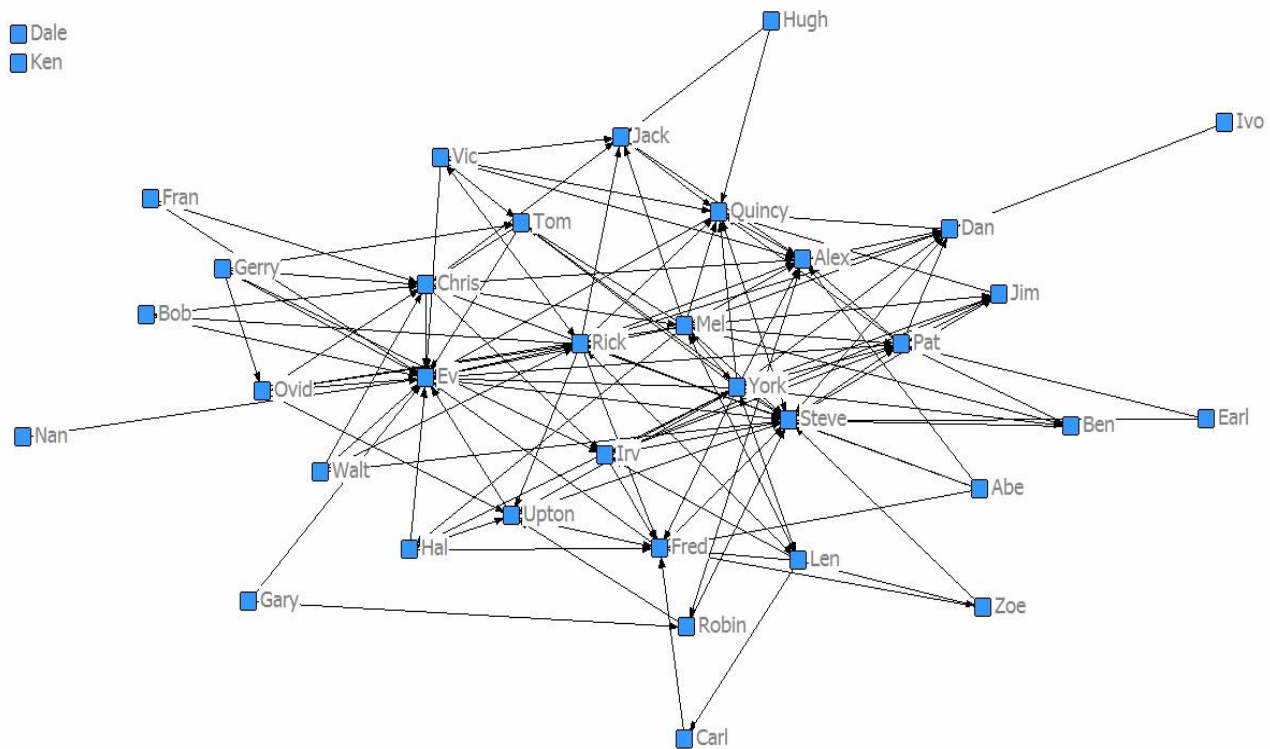 Hugh
Dale
Ken
Ivo
Jack
Vic
Fran
Quincy
Tom
Dan
Alex
Gerry
Chris
Jim
Bob
Mel
Rick
Pat
Ev
York
Ovid
Steve
Earl
Ben
Nan
Irv
Walt
Abe
Upton
Fred
Hal
Len
Gary
Zoe
Robin
Carl